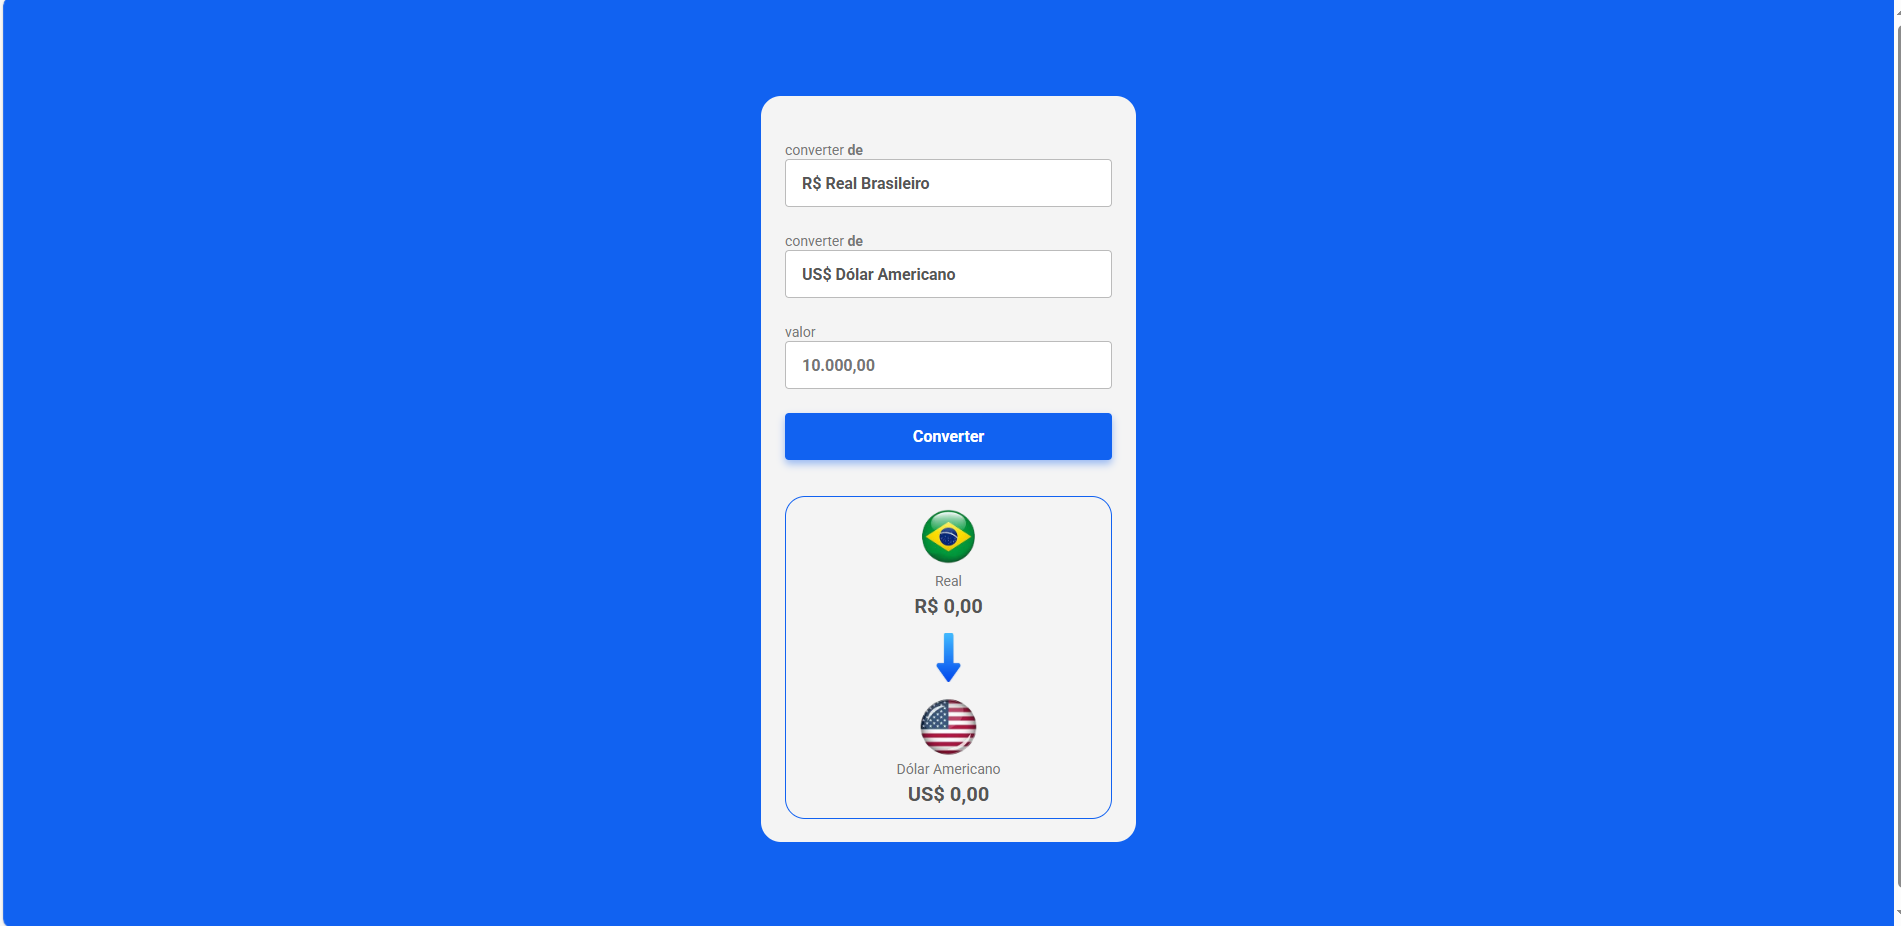 converter de
R$ Real Brasileiro
converter de
US$ Dólar Americano
valor
10.000,00
Converter
Real
R$ 0,00
Dólar Americano
US$ 0,00